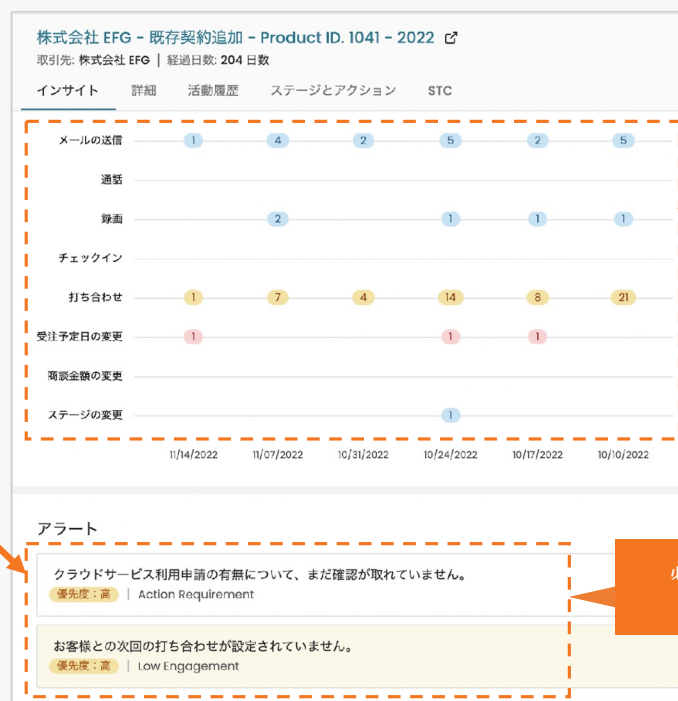 株式会社 EFG - 既存契約追加 - Product ID. 1041 - 2022
取引先: 株式会社 EFG | 経過日数: 204 日数
インサイト 詳細 活動履歴 ステージとアクション STC
メールの送信 1 4 2 5 2 5
通話
録画 2 1 1 1
チェックイン
打ち合わせ 1 7 4 14 8 21
受注予定日の変更 1 1 1
商談金額の変更
ステージの変更 1
11/14/2022 11/07/2022 10/31/2022 10/24/2022 10/17/2022 10/10/2022
アラート
クラウドサービス利用申請の有無について、まだ確認が取れていません。
優先度：高 | Action Requirement
お客様との次回の打ち合わせが設定されていません。
優先度：高 | Low Engagement